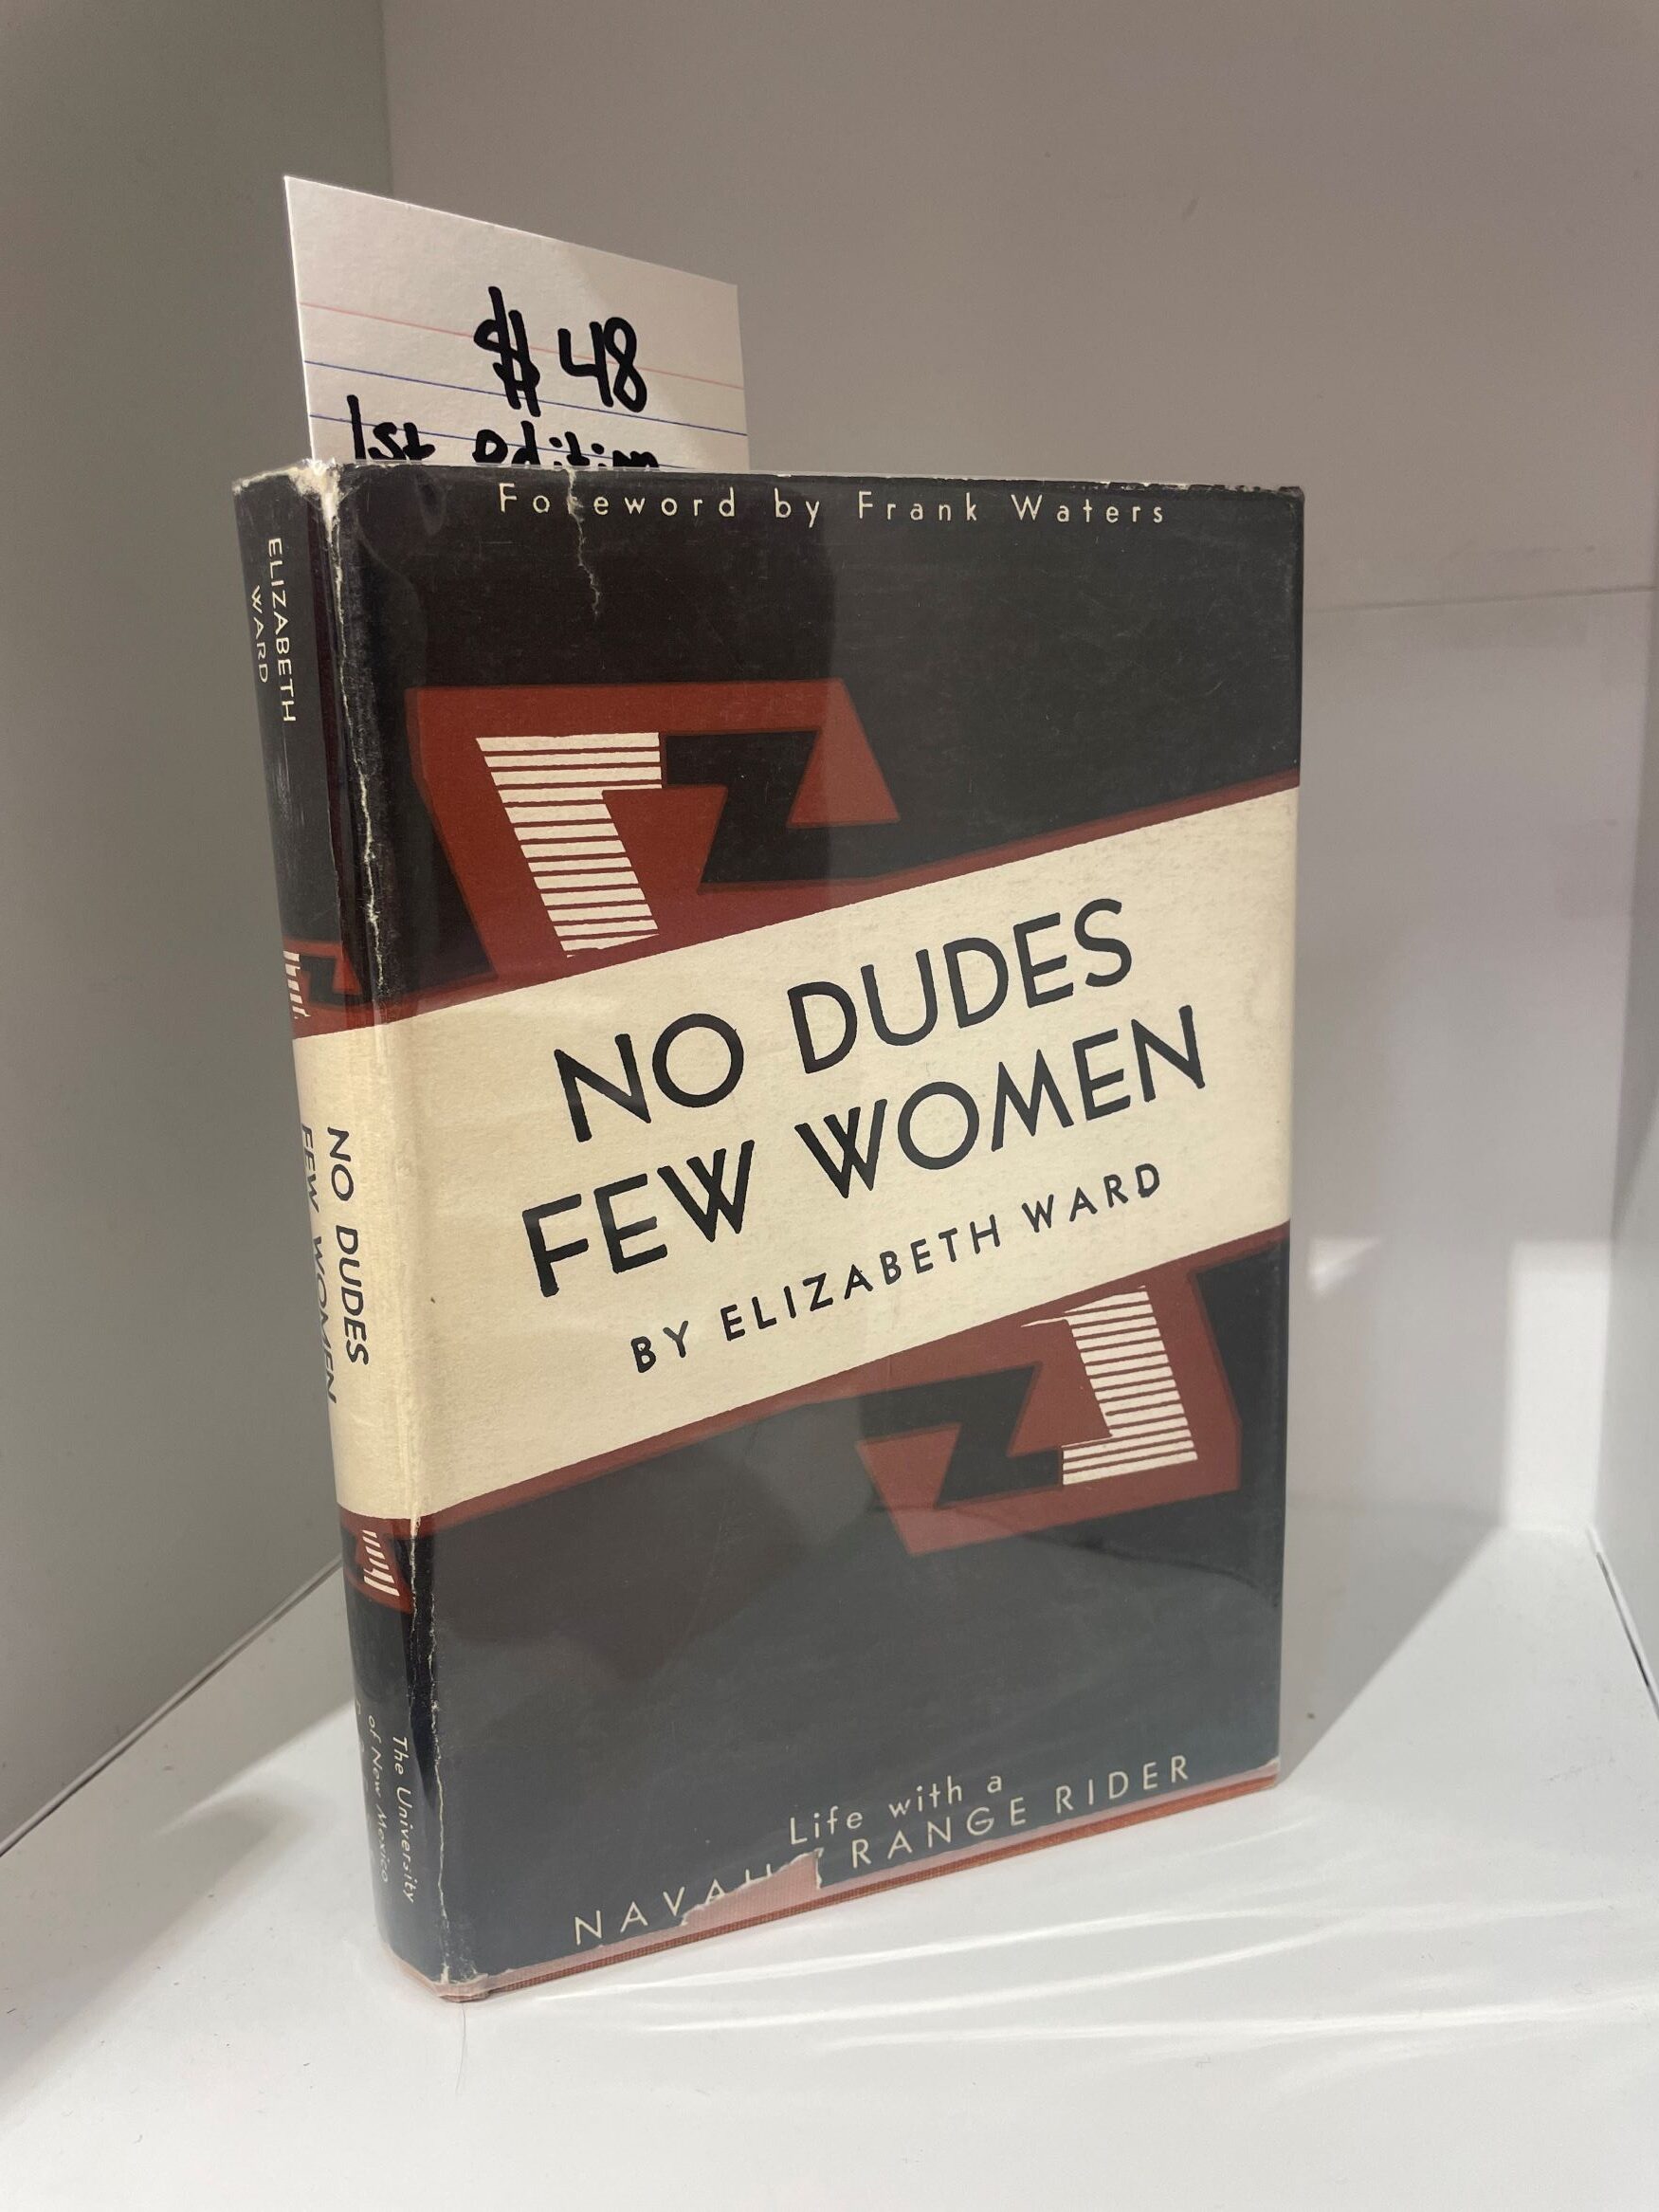 $48
1st edition
Foreword by Frank Waters
ELIZABETH
WARD
NO DUDES
FEW WOMEN
BY ELIZABETH WARD
NO DUDES
FEW WOMEN
Life with a
RANGE RIDER
The University
of New Mexico